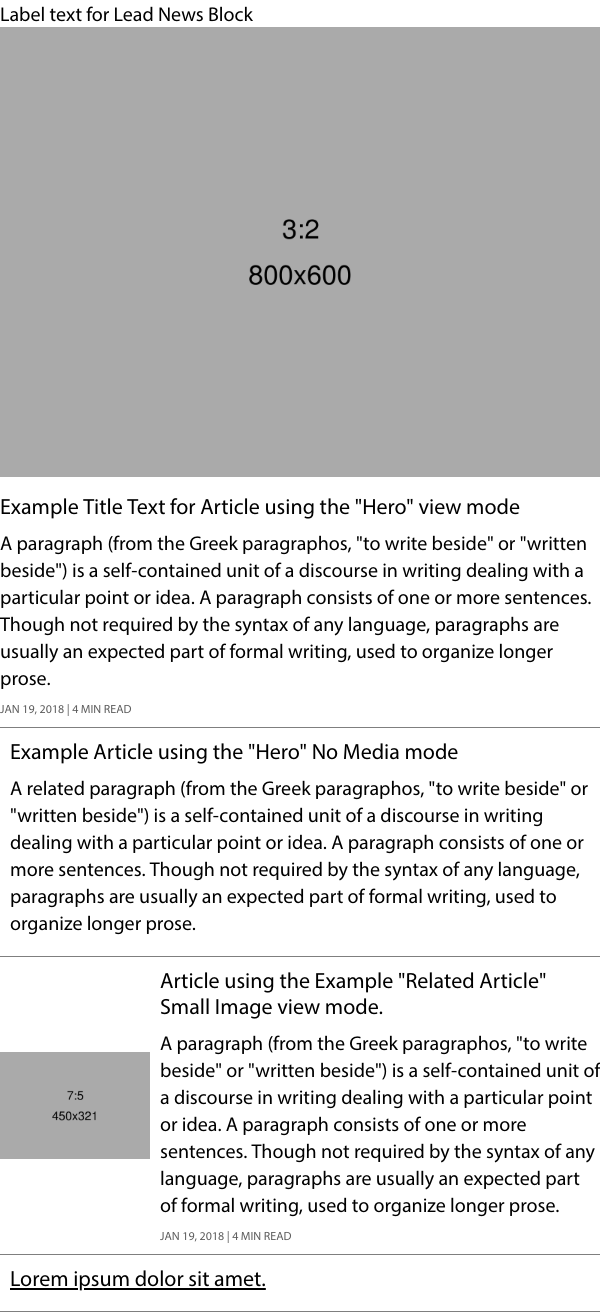 Label text for Lead News Block
3:2
800x600
Example Title Text for Article using the "Hero" view mode
A paragraph (from the Greek paragraphos, "to write beside" or "written
beside") is a self-contained unit of a discourse in writing dealing with a
particular point or idea. A paragraph consists of one or more sentences.
Though not required by the syntax of any language, paragraphs are
usually an expected part of formal writing, used to organize longer
prose.
JAN 19, 2018 | 4 MIN READ
Example Article using the "Hero" No Media mode
A related paragraph (from the Greek paragraphos, "to write beside" or
"written beside") is a self-contained unit of a discourse in writing
dealing with a particular point or idea. A paragraph consists of one or
more sentences. Though not required by the syntax of any language,
paragraphs are usually an expected part of formal writing, used to
organize longer prose.
Article using the Example "Related Article"
Small Image view mode.
7:5
450x321
A paragraph (from the Greek paragraphos, "to write
beside" or "written beside") is a self-contained unit of
a discourse in writing dealing with a particular point
or idea. A paragraph consists of one or more
sentences. Though not required by the syntax of any
language, paragraphs are usually an expected part
of formal writing, used to organize longer prose.
JAN 19, 2018 | 4 MIN READ
Lorem ipsum dolor sit amet.